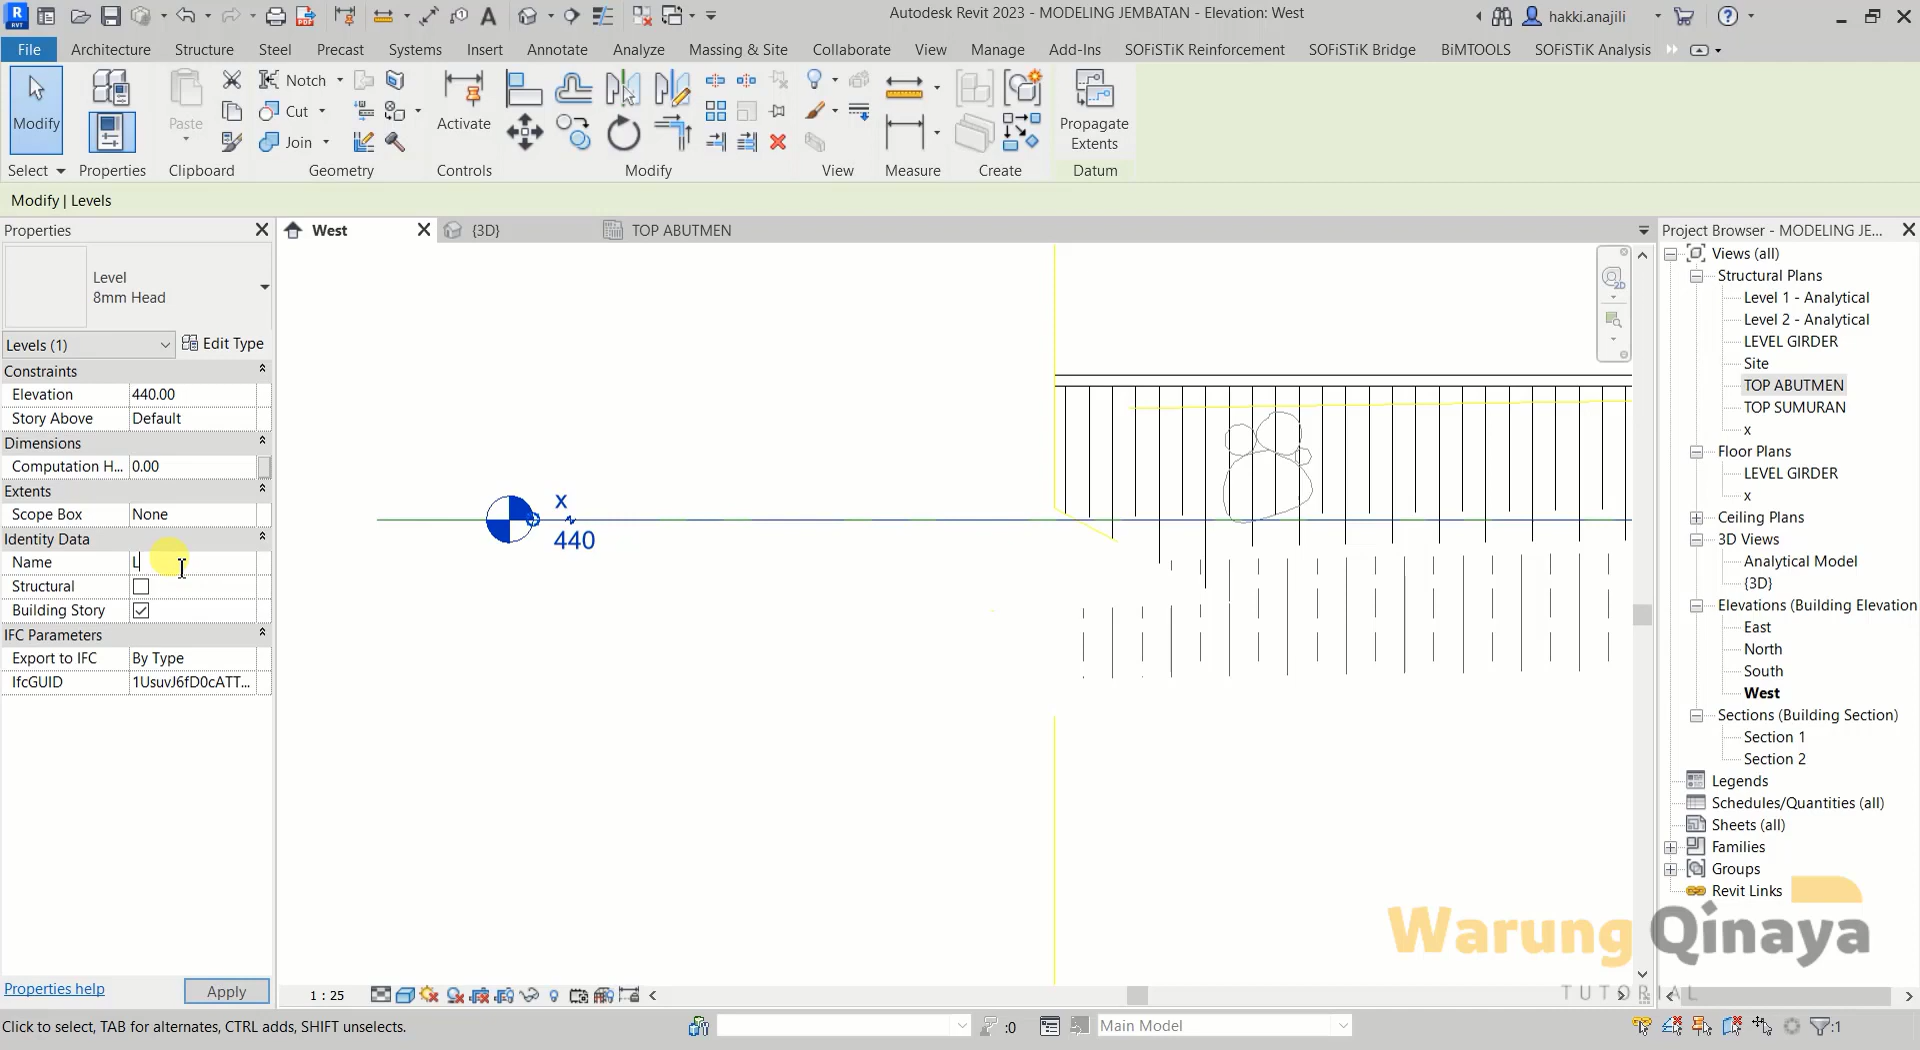 Autodesk Revit 2023 - MODELING JEMBATAN - Elevation: West
hakki.anajili
File Architecture Structure Steel Precast Systems Insert Annotate Analyze Massing & Site Collaborate View Manage Add-Ins SOFiSTiK Reinforcement SOFiSTiK Bridge BiMTOOLS SOFiSTiK Analysis
Modify
Paste
Notch
Cut
Join
Activate
Propagate
Extents
Select Properties Clipboard Geometry Controls Modify View Measure Create Datum
Modify | Levels
Properties
Level
8mm Head
Levels (1) Edit Type
Constraints
Elevation 440.00
Story Above Default
Dimensions
Computation H... 0.00
Extents
Scope Box None
Identity Data
Name L
Structural
Building Story
IFC Parameters
Export to IFC By Type
IfcGUID 1UsuvJ6fD0cATT...
Properties help Apply
West {3D} TOP ABUTMEN
2D
x
440
1 : 25
Project Browser - MODELING JE...
Views (all)
Structural Plans
Level 1 - Analytical
Level 2 - Analytical
LEVEL GIRDER
Site
TOP ABUTMEN
TOP SUMURAN
x
Floor Plans
LEVEL GIRDER
x
Ceiling Plans
3D Views
Analytical Model
{3D}
Elevations (Building Elevation
East
North
South
West
Sections (Building Section)
Section 1
Section 2
Legends
Schedules/Quantities (all)
Sheets (all)
Families
Groups
Revit Links
Warung Qinaya
TUTORIAL
Click to select, TAB for alternates, CTRL adds, SHIFT unselects.
:0 Main Model :1